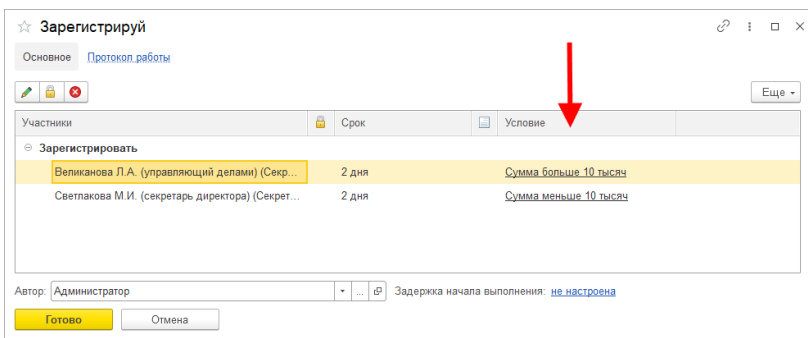 Зарегистрируй
Основное Протокол работы
Еще
Участники Срок Условие
Зарегистрировать
Великанова Л.А. (управляющий делами) (Секр... 2 дня Сумма больше 10 тысяч
Светлакова М.И. (секретарь директора) (Секрет... 2 дня Сумма меньше 10 тысяч
Автор: Администратор ... Задержка начала выполнения: не настроена
Готово Отмена